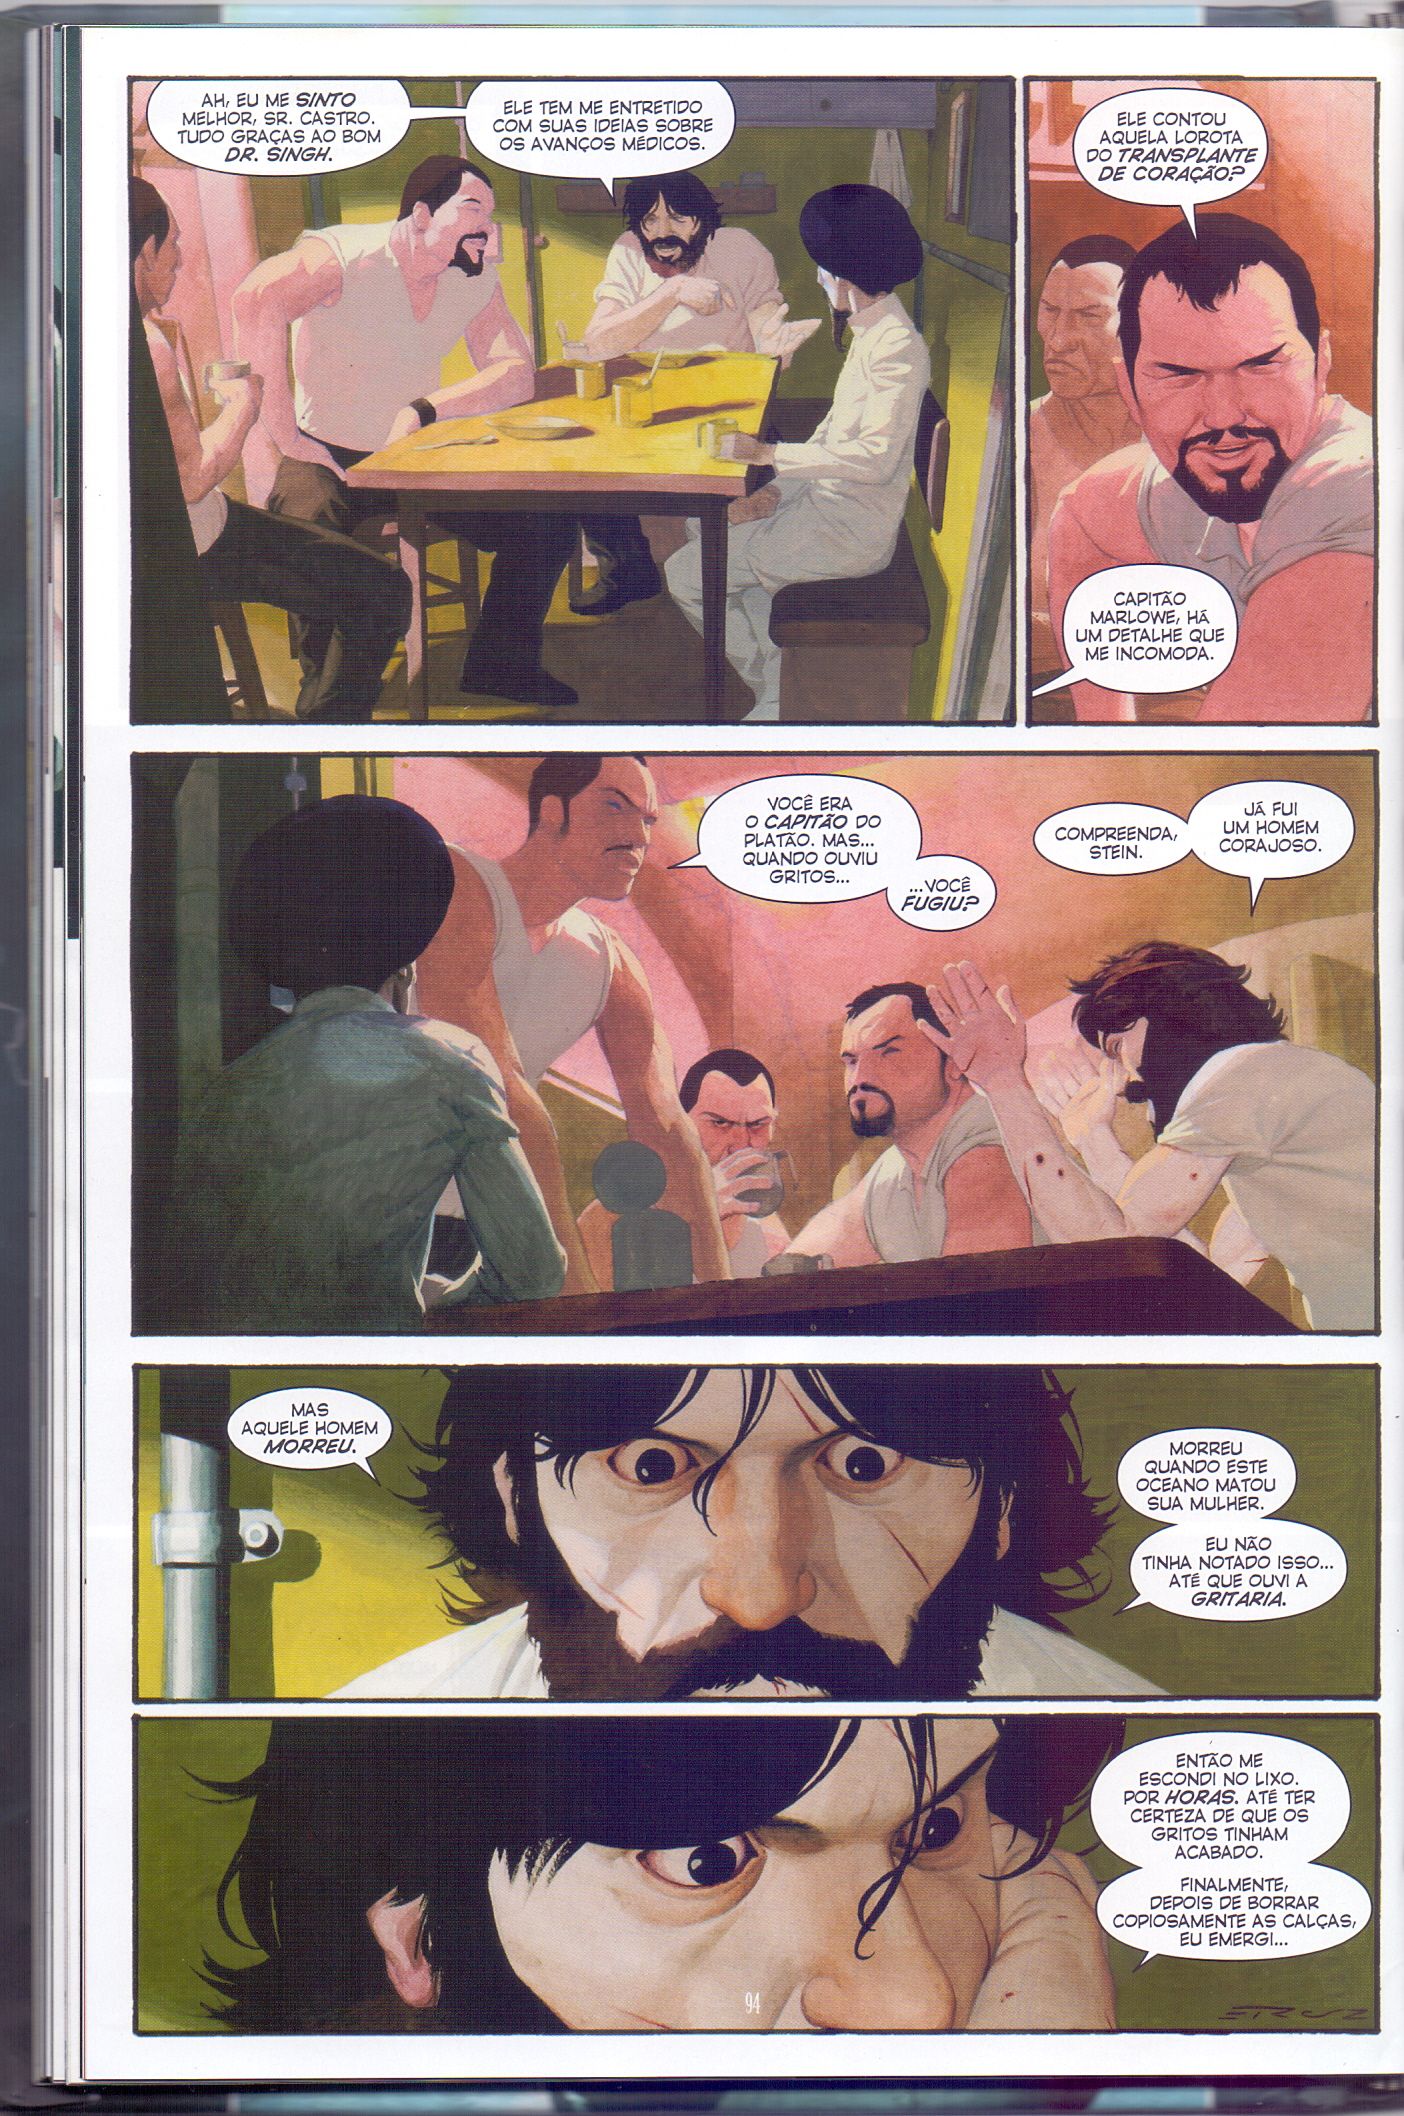 AH, EU ME SINTO
MELHOR, SR. CASTRO.
TUDO GRAÇAS AO BOM
DR. SINGH.
ELE TEM ME ENTRETIDO
COM SUAS IDEIAS SOBRE
OS AVANÇOS MÉDICOS.
ELE CONTOU
AQUELA LOROTA
DO TRANSPLANTE
DE CORAÇÃO?
CAPITÃO
MARLOWE, HÁ
UM DETALHE QUE
ME INCOMODA.
VOCÊ ERA
O CAPITÃO DO
PLATÃO. MAS...
QUANDO OUVIU
GRITOS...
...VOCÊ
FUGIU?
COMPREENDA,
STEIN.
JÁ FUI
UM HOMEM
CORAJOSO.
MAS
AQUELE HOMEM
MORREU.
MORREU
QUANDO ESTE
OCEANO MATOU
SUA MULHER.
EU NÃO
TINHA NOTADO ISSO...
ATÉ QUE OUVI A
GRITARIA.
ENTÃO ME
ESCONDI NO LIXO.
POR HORAS. ATÉ TER
CERTEZA DE QUE OS
GRITOS TINHAM
ACABADO.
FINALMENTE,
DEPOIS DE BORRAR
COPIOSAMENTE AS CALÇAS,
EU EMERGI...
94